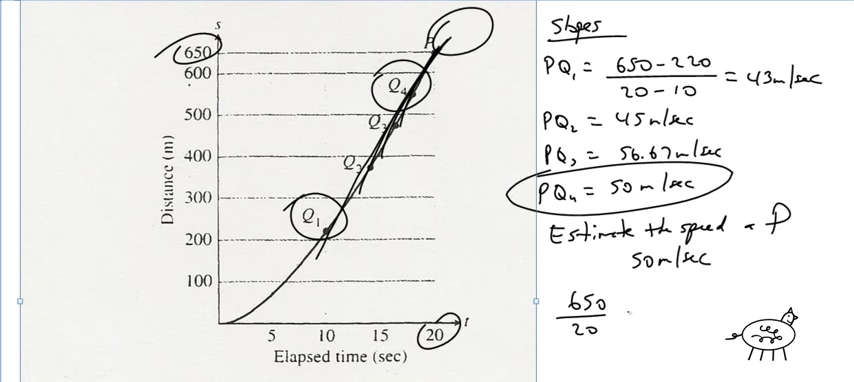 s
650
600
500
400
300
200
100
Distance (m)
P
Q4
Q3
Q2
Q1
5 10 15 20 t
Elapsed time (sec)
Slopes
PQ1 = 650-220 / 20-10 = 43m/sec
PQ2 = 45m/sec
PQ3 = 56.67m/sec
PQ4 = 50m/sec
Estimate the speed @ P
50m/sec
650
20